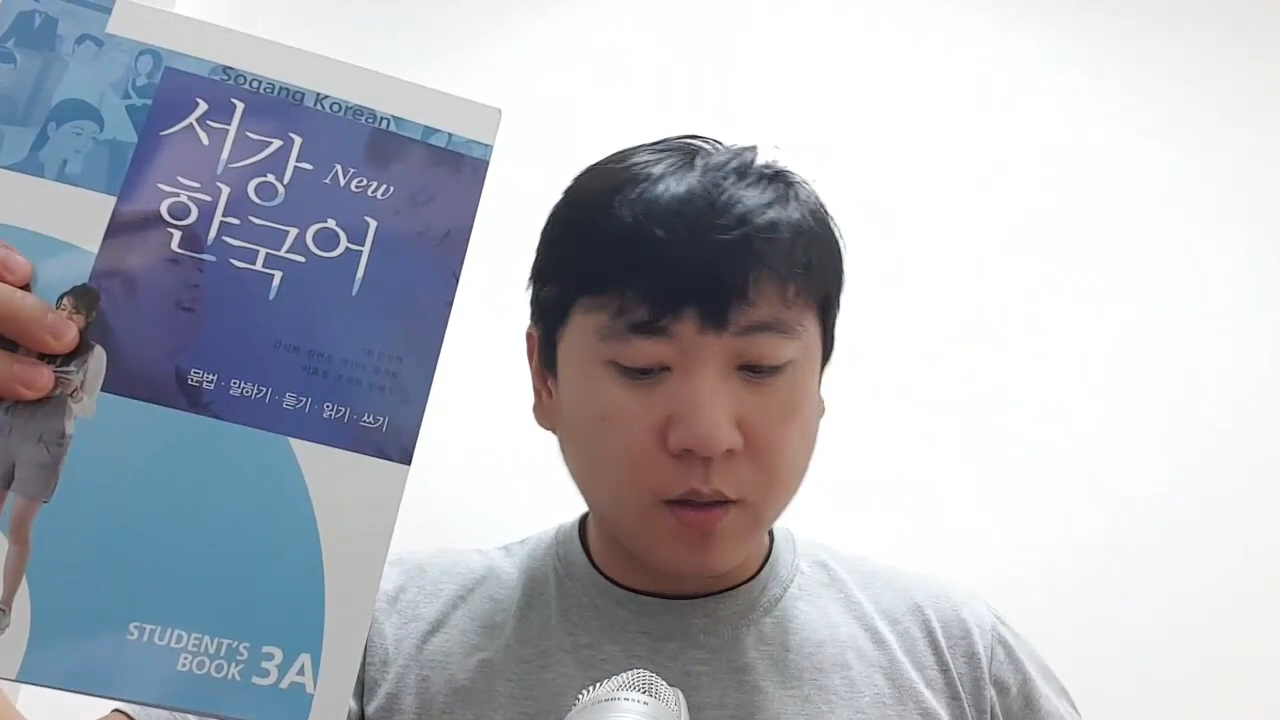 Sogang Korean
서강
New
한국어
문법 · 말하기 · 듣기 · 읽기 · 쓰기
STUDENT'S
BOOK 3A
CONDENSER